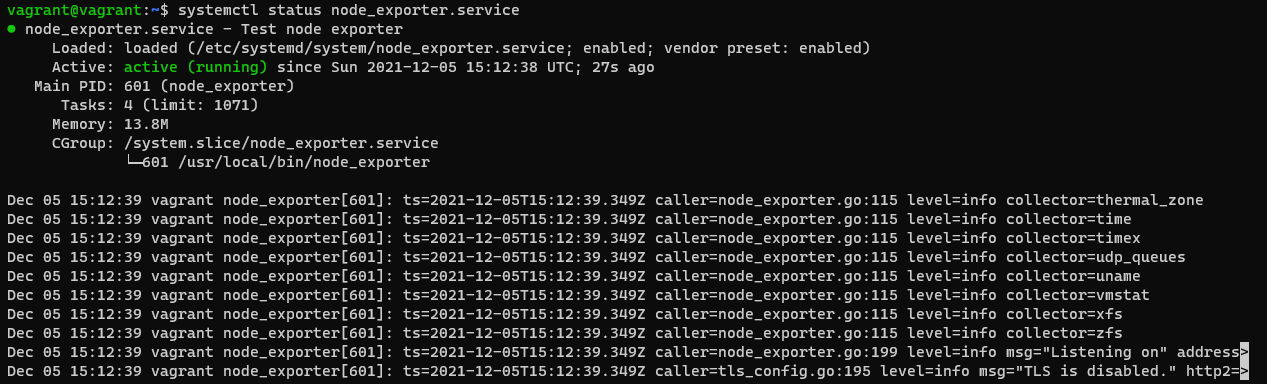 vagrant@vagrant:~$ systemctl status node_exporter.service
● node_exporter.service - Test node exporter
     Loaded: loaded (/etc/systemd/system/node_exporter.service; enabled; vendor preset: enabled)
     Active: active (running) since Sun 2021-12-05 15:12:38 UTC; 27s ago
   Main PID: 601 (node_exporter)
      Tasks: 4 (limit: 1071)
     Memory: 13.8M
     CGroup: /system.slice/node_exporter.service
             └─601 /usr/local/bin/node_exporter

Dec 05 15:12:39 vagrant node_exporter[601]: ts=2021-12-05T15:12:39.349Z caller=node_exporter.go:115 level=info collector=thermal_zone
Dec 05 15:12:39 vagrant node_exporter[601]: ts=2021-12-05T15:12:39.349Z caller=node_exporter.go:115 level=info collector=time
Dec 05 15:12:39 vagrant node_exporter[601]: ts=2021-12-05T15:12:39.349Z caller=node_exporter.go:115 level=info collector=timex
Dec 05 15:12:39 vagrant node_exporter[601]: ts=2021-12-05T15:12:39.349Z caller=node_exporter.go:115 level=info collector=udp_queues
Dec 05 15:12:39 vagrant node_exporter[601]: ts=2021-12-05T15:12:39.349Z caller=node_exporter.go:115 level=info collector=uname
Dec 05 15:12:39 vagrant node_exporter[601]: ts=2021-12-05T15:12:39.349Z caller=node_exporter.go:115 level=info collector=vmstat
Dec 05 15:12:39 vagrant node_exporter[601]: ts=2021-12-05T15:12:39.349Z caller=node_exporter.go:115 level=info collector=xfs
Dec 05 15:12:39 vagrant node_exporter[601]: ts=2021-12-05T15:12:39.349Z caller=node_exporter.go:115 level=info collector=zfs
Dec 05 15:12:39 vagrant node_exporter[601]: ts=2021-12-05T15:12:39.349Z caller=node_exporter.go:199 level=info msg="Listening on" address>
Dec 05 15:12:39 vagrant node_exporter[601]: ts=2021-12-05T15:12:39.349Z caller=tls_config.go:195 level=info msg="TLS is disabled." http2=>